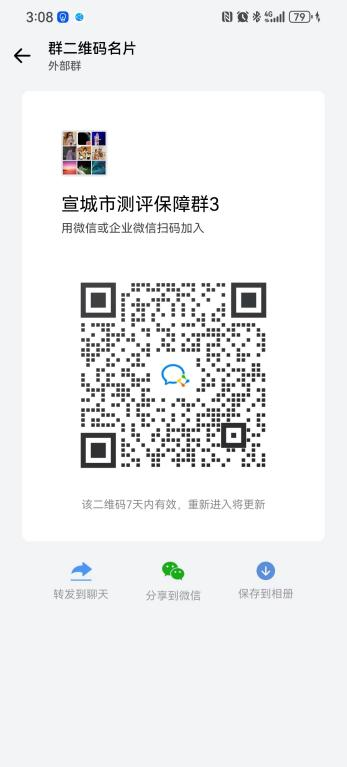 3:08
4G
79
群二维码名片
外部群
宣城市测评保障群3
用微信或企业微信扫码加入
该二维码7天内有效，重新进入将更新
转发到聊天
分享到微信
保存到相册